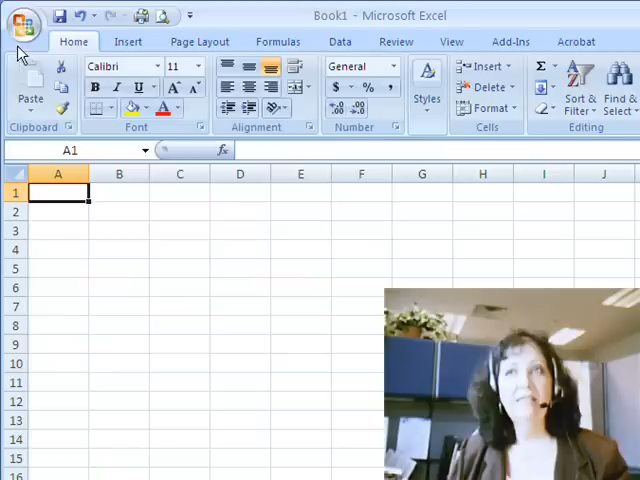 Book1 - Microsoft Excel
Home Insert Page Layout Formulas Data Review View Add-Ins Acrobat
Calibri 11 General Insert Σ
B I U A A $ % , Delete
Paste Styles Format Sort & Filter Find & Select
Clipboard Font Alignment Number Cells Editing
A1 fx
A B C D E F G H I J
1
2
3
4
5
6
7
8
9
10
11
12
13
14
15
16